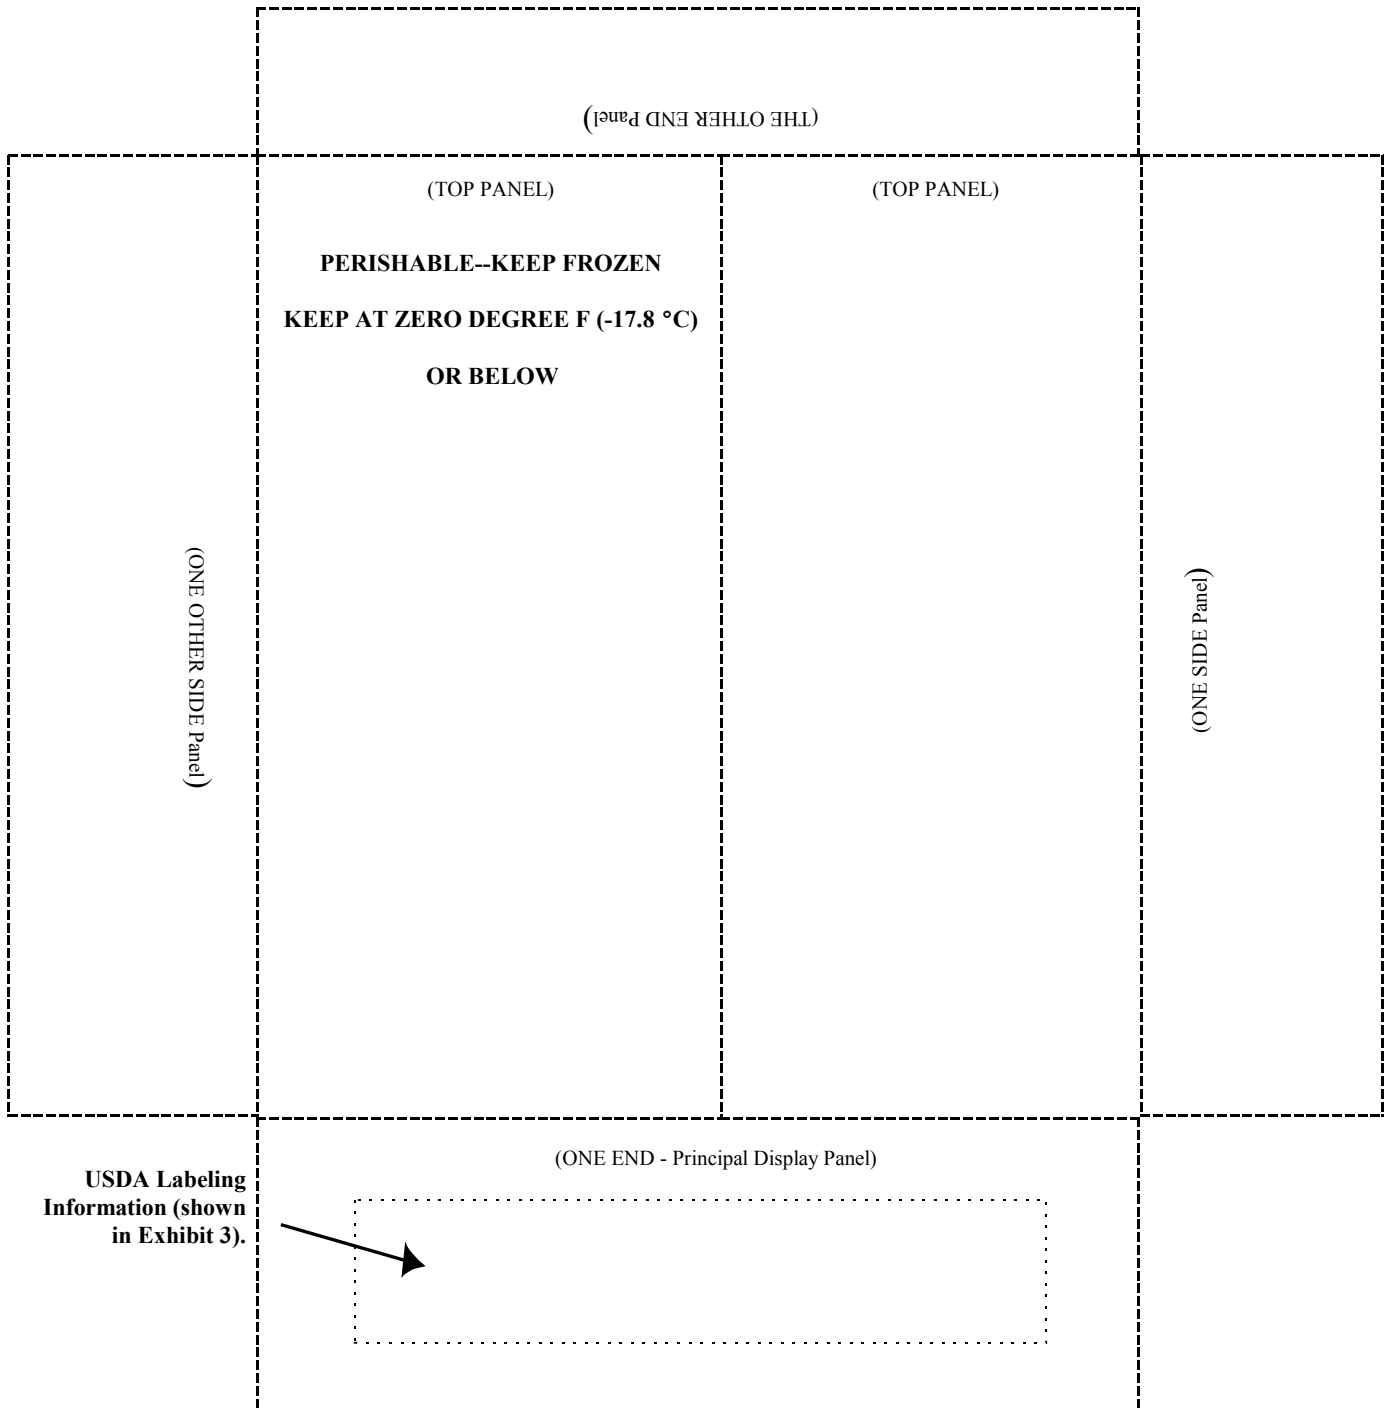 (THE OTHER END Panel)
(TOP PANEL)
(TOP PANEL)
PERISHABLE--KEEP FROZEN
KEEP AT ZERO DEGREE F (-17.8 °C)
OR BELOW
(ONE OTHER SIDE Panel)
(ONE SIDE Panel)
(ONE END - Principal Display Panel)
USDA Labeling
Information (shown
in Exhibit 3).